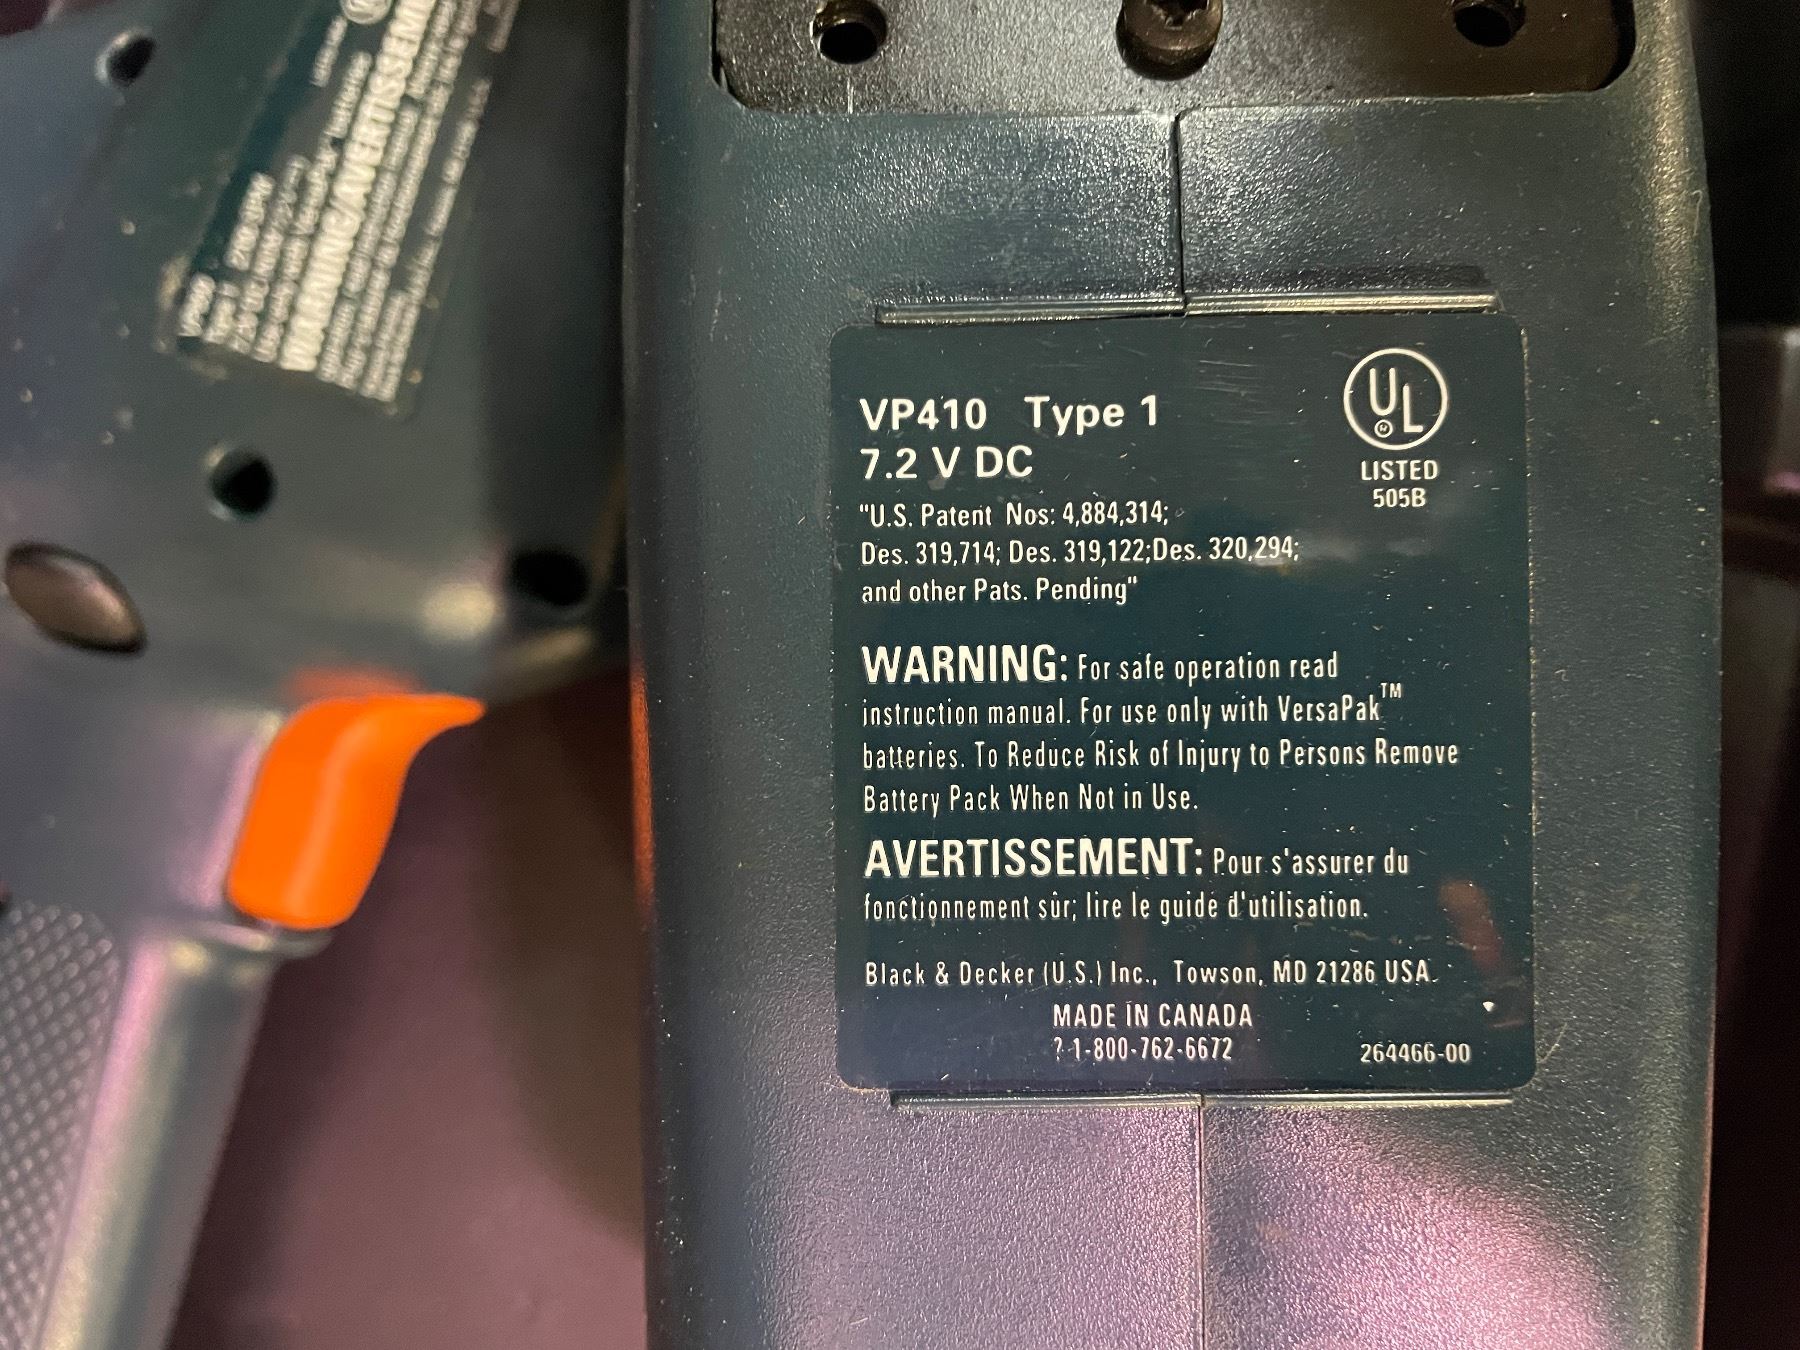 WARNING/AVERTISSEMEN
VP410 Type 1
7.2 V DC
UL
LISTED
505B
"U.S. Patent Nos: 4,884,314;
Des. 319,714; Des. 319,122;Des. 320,294;
and other Pats. Pending"
WARNING: For safe operation read
instruction manual. For use only with VersaPak™
batteries. To Reduce Risk of Injury to Persons Remove
Battery Pack When Not in Use.
AVERTISSEMENT: Pour s'assurer du
fonctionnement sûr; lire le guide d'utilisation.
Black & Decker (U.S.) Inc., Towson, MD 21286 USA.
MADE IN CANADA
? 1-800-762-6672
264466-00